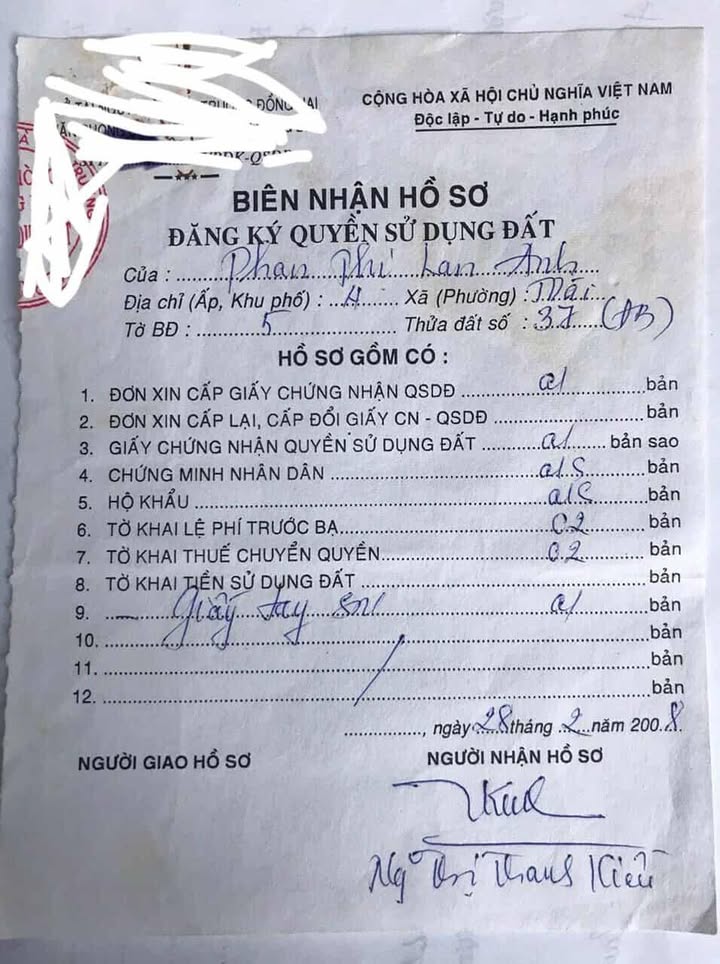 ĐỒNG NAI
CỘNG HÒA XÃ HỘI CHỦ NGHĨA VIỆT NAM
Độc lập - Tự do - Hạnh phúc
BIÊN NHẬN HỒ SƠ
ĐĂNG KÝ QUYỀN SỬ DỤNG ĐẤT
Của : Phan Thị Lan Anh
Địa chỉ (Ấp, Khu phố) : 4 Xã (Phường) :
Tờ BĐ : 5 Thửa đất số : 37 (AB)
HỒ SƠ GỒM CÓ :
1. ĐƠN XIN CẤP GIẤY CHỨNG NHẬN QSDĐ 01 bản
2. ĐƠN XIN CẤP LẠI, CẤP ĐỔI GIẤY CN - QSDĐ bản
3. GIẤY CHỨNG NHẬN QUYỀN SỬ DỤNG ĐẤT 01 bản sao
4. CHỨNG MINH NHÂN DÂN bản
5. HỘ KHẨU bản
6. TỜ KHAI LỆ PHÍ TRƯỚC BẠ 02 bản
7. TỜ KHAI THUẾ CHUYỂN QUYỀN 02 bản
8. TỜ KHAI TIỀN SỬ DỤNG ĐẤT bản
9. Giấy tay 01 bản
10. bản
11. bản
12. bản
, ngày 28 tháng 2 năm 2008
NGƯỜI GIAO HỒ SƠ NGƯỜI NHẬN HỒ SƠ
Thị Thanh Kiều